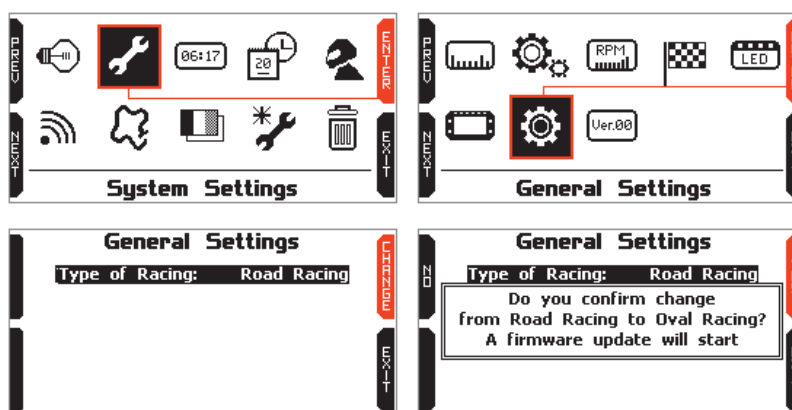 PREV
ENTER
06:17
20
NEXT
EXIT
System Settings
PREV
RPM
LED
NEXT
Ver.00
General Settings
General Settings
CHANGE
Type of Racing: Road Racing
EXIT
General Settings
NO
Type of Racing: Road Racing
Do you confirm change
from Road Racing to Oval Racing?
A firmware update will start